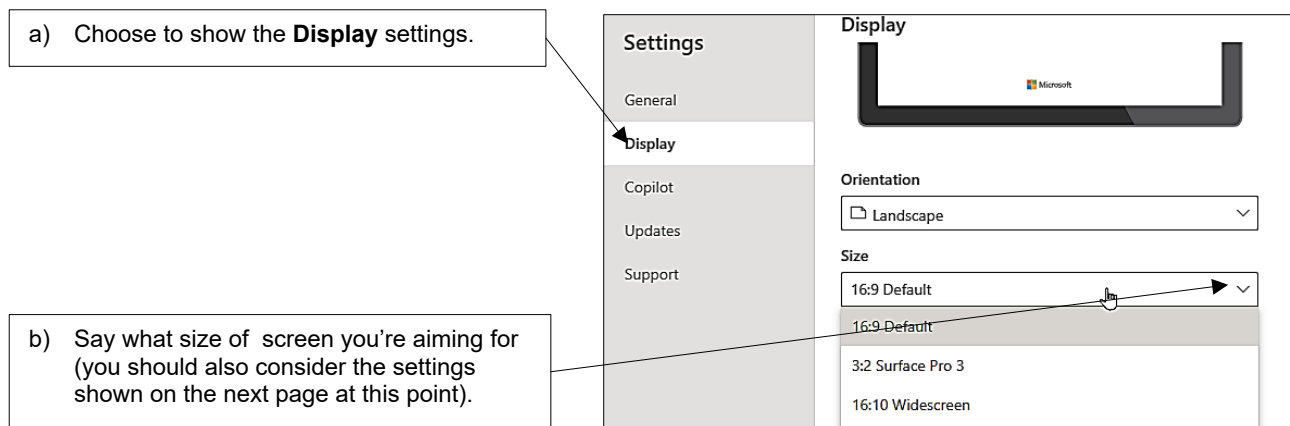 a) Choose to show the Display settings.
b) Say what size of screen you're aiming for
(you should also consider the settings
shown on the next page at this point).
Settings
General
Display
Copilot
Updates
Support
Display
Microsoft
Orientation
Landscape
Size
16:9 Default
16:9 Default
3:2 Surface Pro 3
16:10 Widescreen